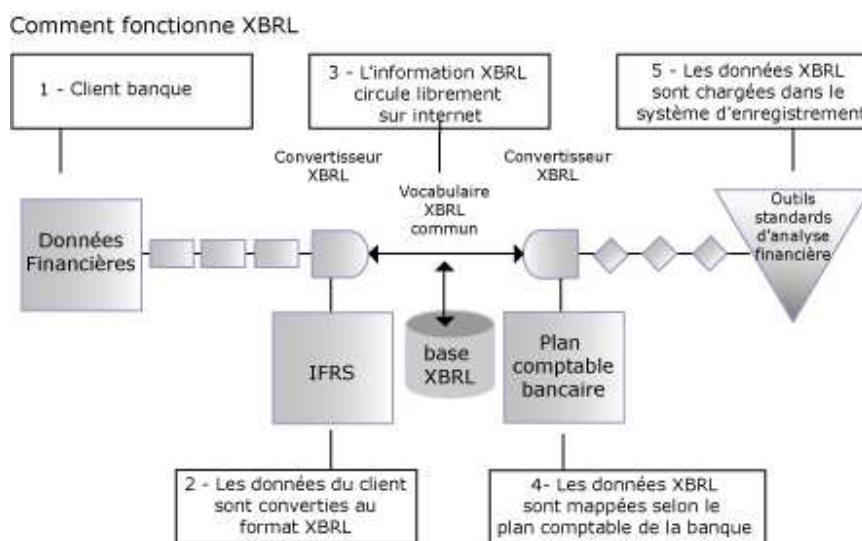 Comment fonctionne XBRL
1 - Client banque
3 - L'information XBRL
circule librement
sur internet
5 - Les données XBRL
sont chargées dans le
système d'enregistrement
Convertisseur
XBRL
Convertisseur
XBRL
Vocabulaire
XBRL
commun
Données
Financières
Outils
standards
d'analyse
financière
IFRS
base
XBRL
Plan
comptable
bancaire
2 - Les données du client
sont converties au
format XBRL
4- Les données XBRL
sont mappées selon le
plan comptable de la banque